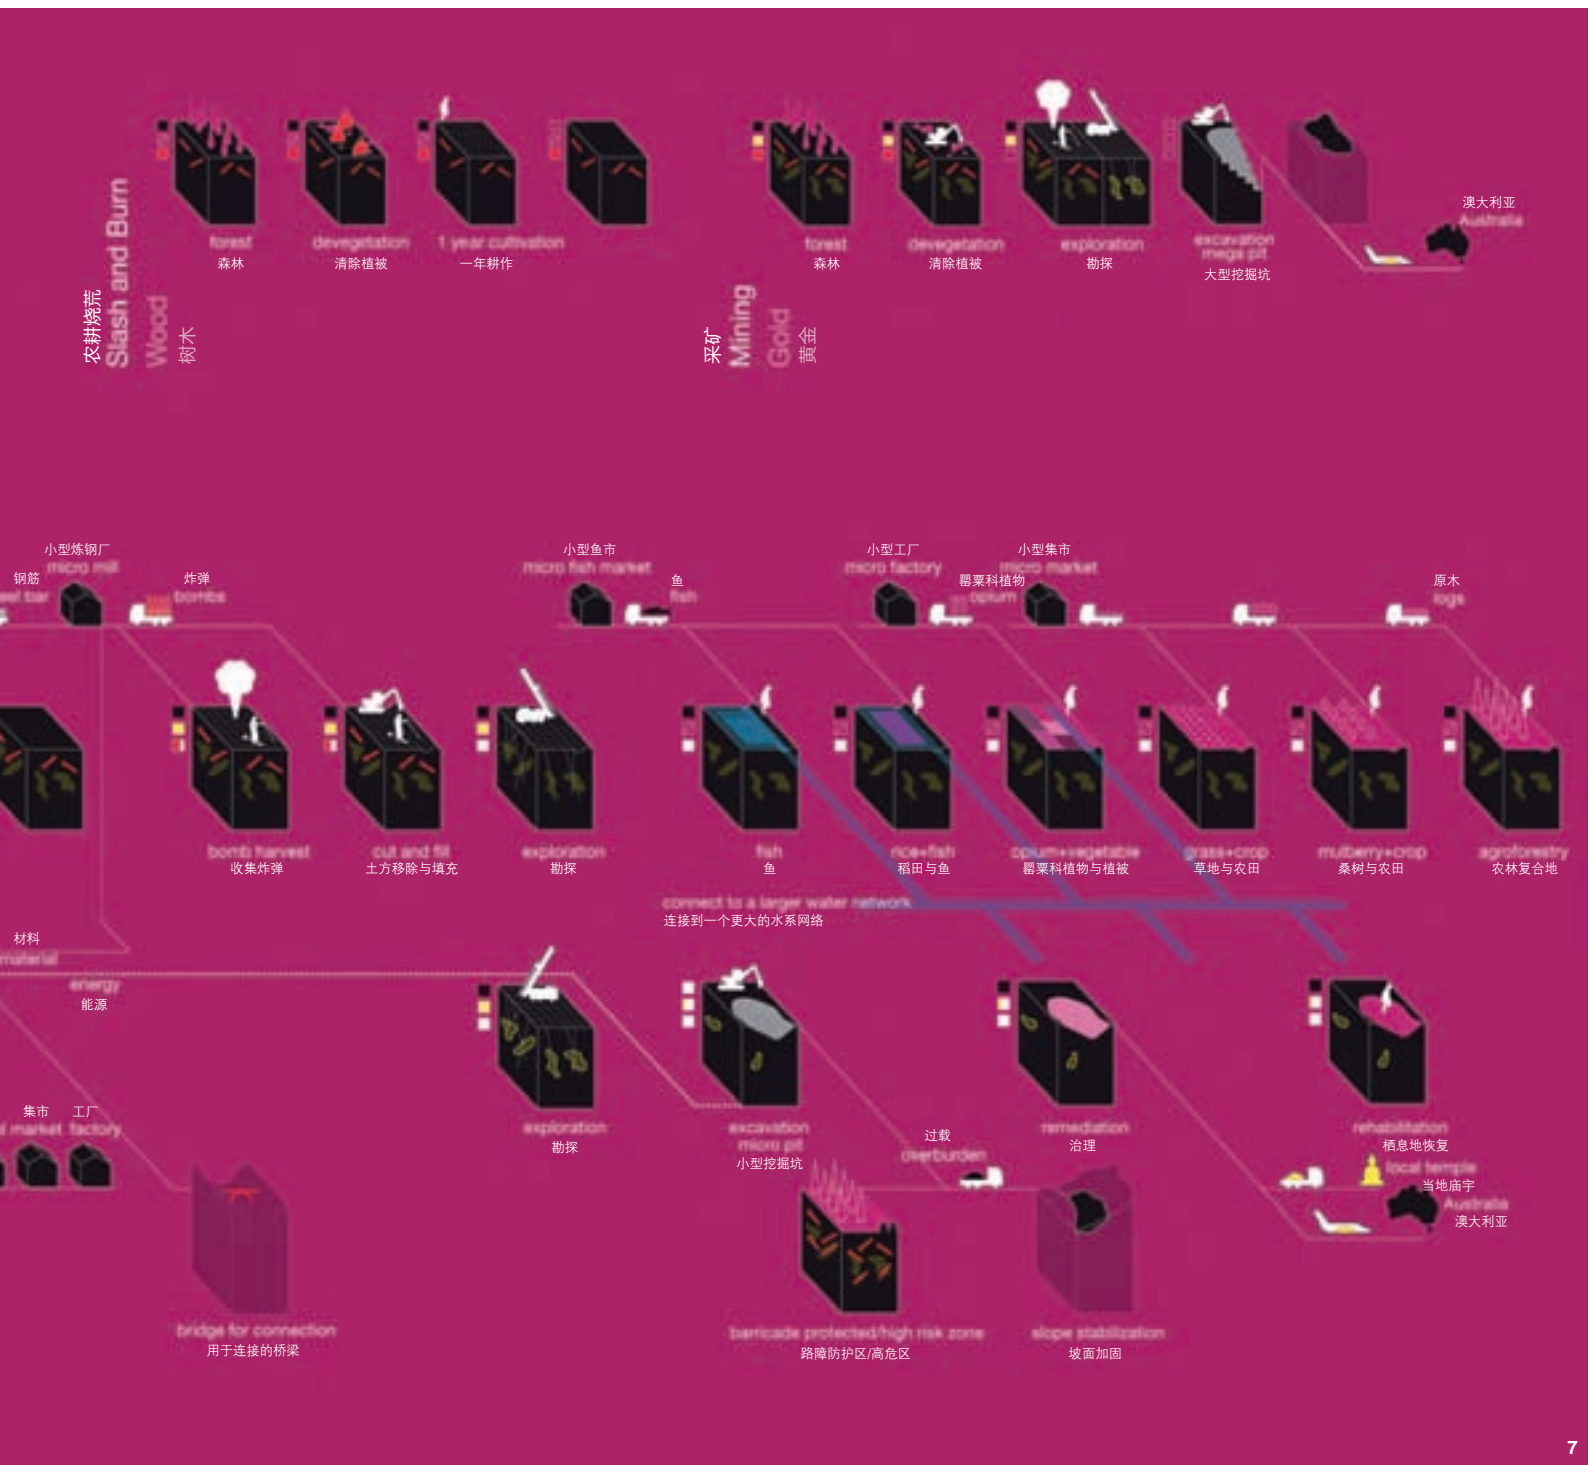 农耕烧荒
Slash and Burn
Wood
树木
forest
森林
devegetation
清除植被
1 year cultivation
一年耕作
采矿
Mining
Gold
黄金
forest
森林
devegetation
清除植被
exploration
勘探
excavation
mega pit
大型挖掘坑
澳大利亚
Australia
钢筋
eel bar
小型炼钢厂
micro mill
炸弹
bombs
小型鱼市
micro fish market
鱼
fish
小型工厂
micro factory
罂粟科植物
opium
小型集市
micro market
原木
logs
bomb harvest
收集炸弹
cut and fill
土方移除与填充
exploration
勘探
fish
鱼
rice+fish
稻田与鱼
opium+vegetable
罂粟科植物与植被
grass+crop
草地与农田
mulberry+crop
桑树与农田
agroforestry
农林复合地
connect to a larger water network
连接到一个更大的水系网络
材料
material
energy
能源
集市
l market
工厂
factory
exploration
勘探
excavation
micro pit
小型挖掘坑
过载
overburden
remediation
治理
rehabilitation
栖息地恢复
local temple
当地庙宇
Australia
澳大利亚
bridge for connection
用于连接的桥梁
barricade protected/high risk zone
路障防护区/高危区
slope stabilization
坡面加固
7